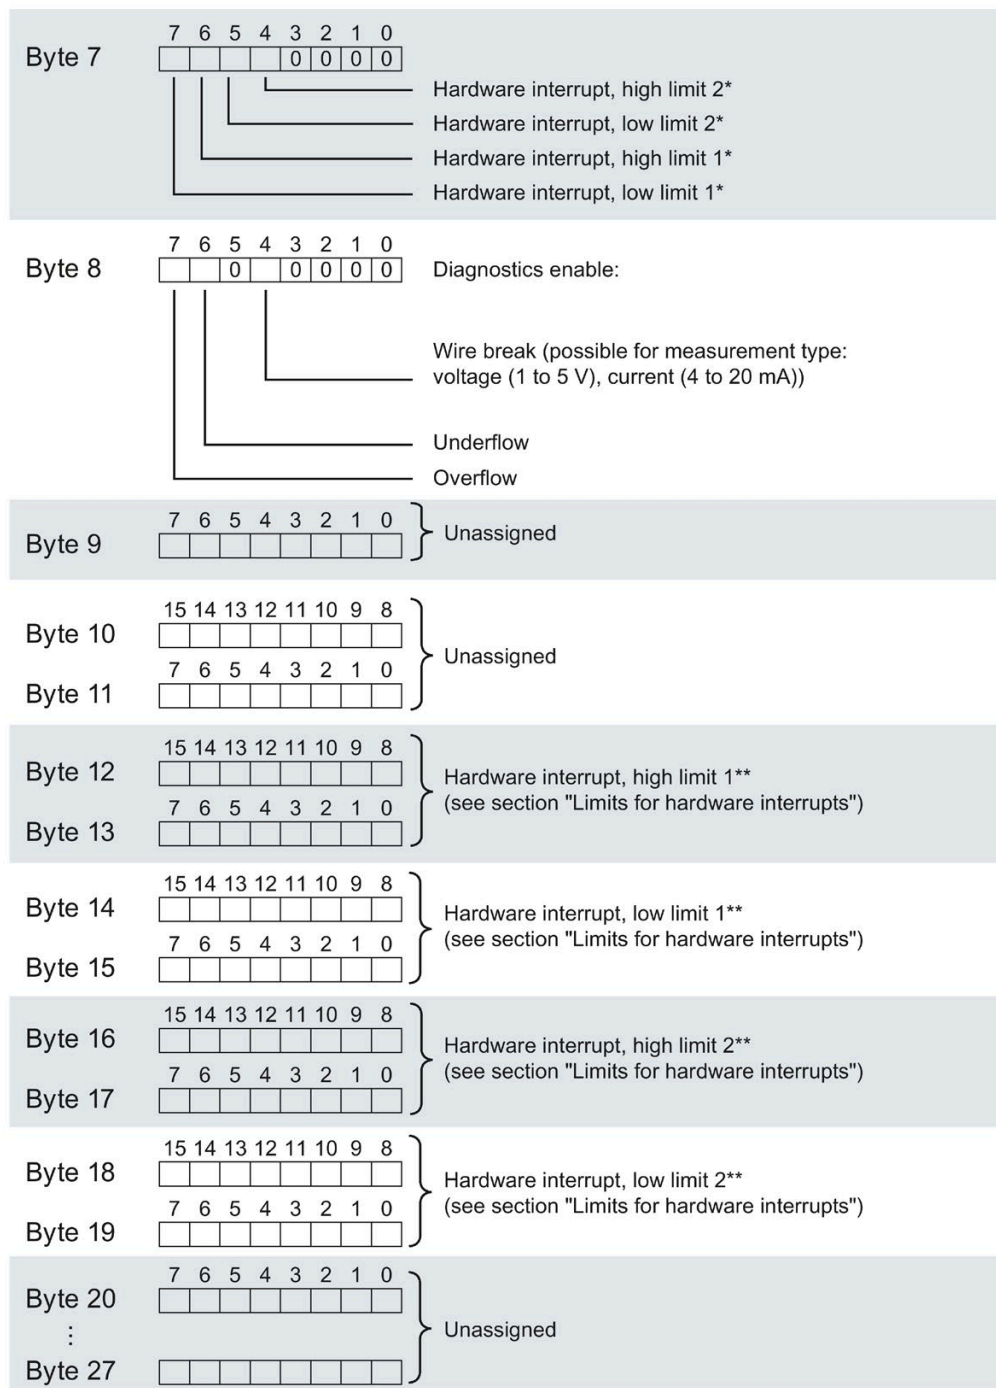 7 6 5 4 3 2 1 0
Byte 7 0 0 0 0
Hardware interrupt, high limit 2*
Hardware interrupt, low limit 2*
Hardware interrupt, high limit 1*
Hardware interrupt, low limit 1*
7 6 5 4 3 2 1 0
Byte 8 0 0 0 0 0 Diagnostics enable:
Wire break (possible for measurement type:
voltage (1 to 5 V), current (4 to 20 mA))
Underflow
Overflow
7 6 5 4 3 2 1 0
Byte 9 Unassigned
15 14 13 12 11 10 9 8
Byte 10
Unassigned
7 6 5 4 3 2 1 0
Byte 11
15 14 13 12 11 10 9 8
Byte 12
Hardware interrupt, high limit 1**
(see section "Limits for hardware interrupts")
7 6 5 4 3 2 1 0
Byte 13
15 14 13 12 11 10 9 8
Byte 14
Hardware interrupt, low limit 1**
(see section "Limits for hardware interrupts")
7 6 5 4 3 2 1 0
Byte 15
15 14 13 12 11 10 9 8
Byte 16
Hardware interrupt, high limit 2**
(see section "Limits for hardware interrupts")
7 6 5 4 3 2 1 0
Byte 17
15 14 13 12 11 10 9 8
Byte 18
Hardware interrupt, low limit 2**
(see section "Limits for hardware interrupts")
7 6 5 4 3 2 1 0
Byte 19
7 6 5 4 3 2 1 0
Byte 20
⋮
Unassigned
Byte 27